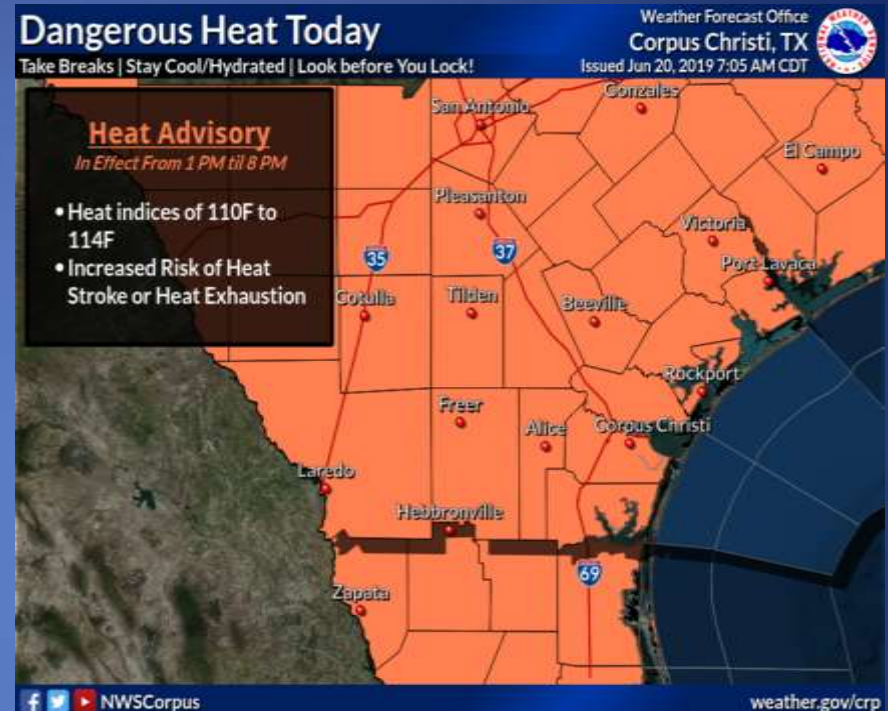 Dangerous Heat Today
Weather Forecast Office
Corpus Christi, TX
Take Breaks | Stay Cool/Hydrated | Look before You Lock!
Issued Jun 20, 2019 7:05 AM CDT
Heat Advisory
In Effect From 1 PM til 8 PM
• Heat indices of 110F to
114F
• Increased Risk of Heat
Stroke or Heat Exhaustion
San Antonio
Gonzales
El Campo
Pleasanton
Victoria
35
37
Port Lavaca
Cotulla
Tilden
Beeville
Rockport
Freer
Alice
Corpus Christi
Laredo
Hebbronville
69
Zapata
NWSCorpus
weather.gov/crp